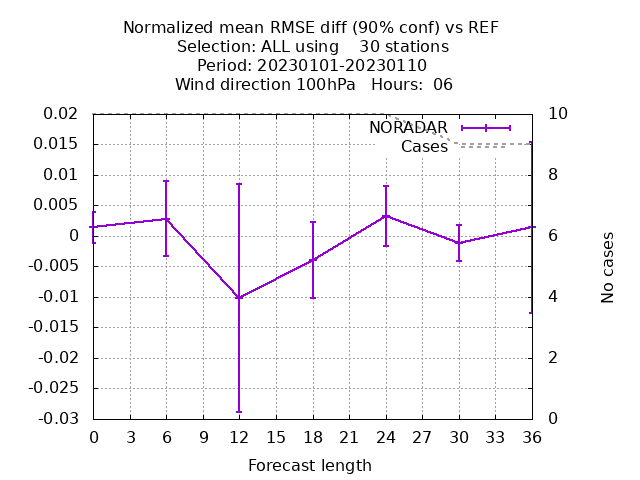 Normalized mean RMSE diff (90% conf) vs REF
Selection: ALL using    30 stations
Period: 20230101-20230110
Wind direction 100hPa   Hours:  06
NORADAR
Cases
0.02
0.015
0.01
0.005
0
-0.005
-0.01
-0.015
-0.02
-0.025
-0.03
10
8
6
4
2
0
No cases
0 3 6 9 12 15 18 21 24 27 30 33 36
Forecast length